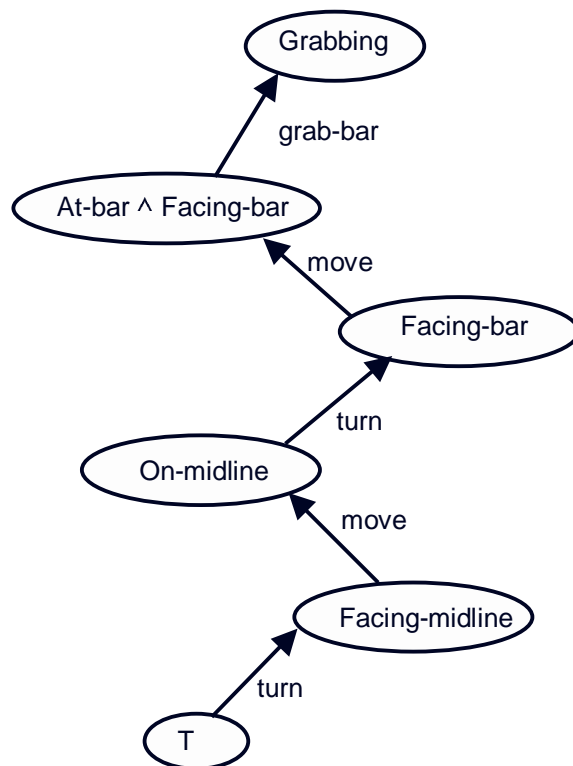 Grabbing
grab-bar
At-bar ^ Facing-bar
move
Facing-bar
turn
On-midline
move
Facing-midline
turn
T